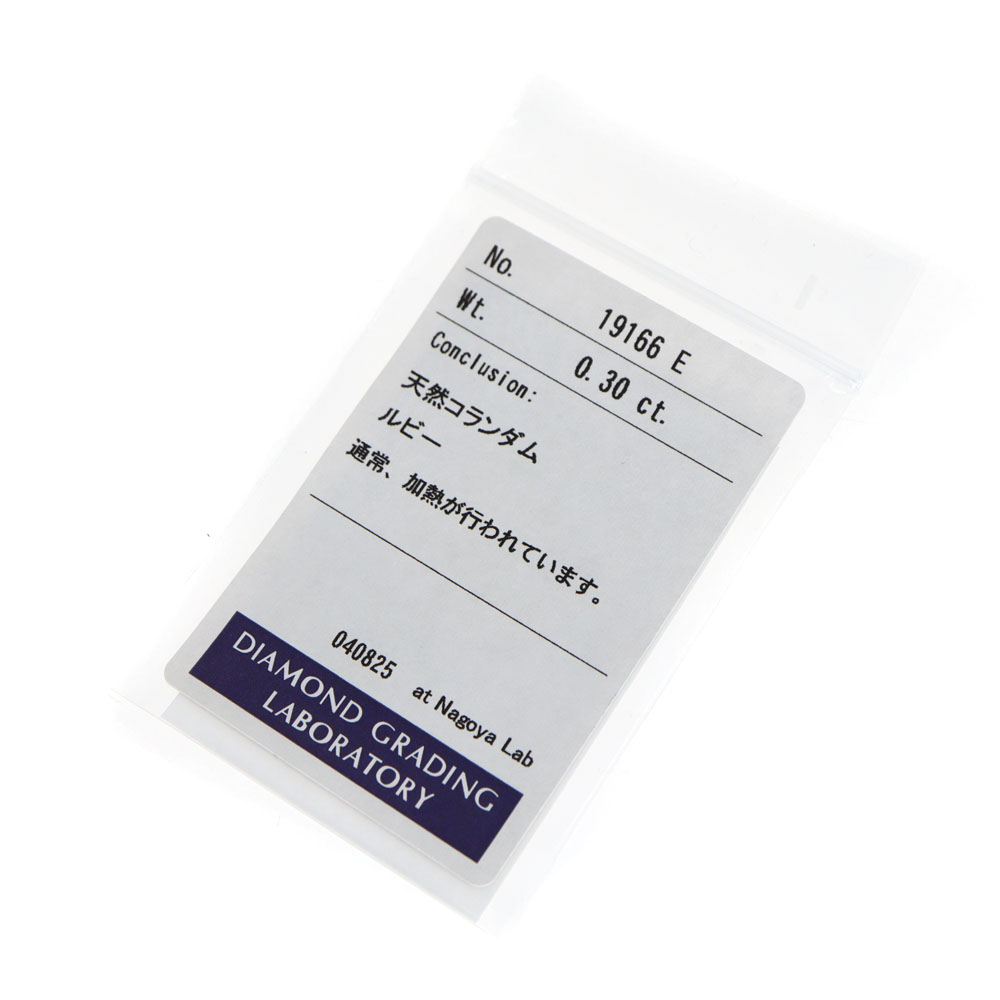 No. 19166 E
Wt. 0.30 ct.
Conclusion:
天然コランダム
ルビー
通常、加熱が行われています。
040825 at Nagoya Lab
DIAMOND GRADING
LABORATORY